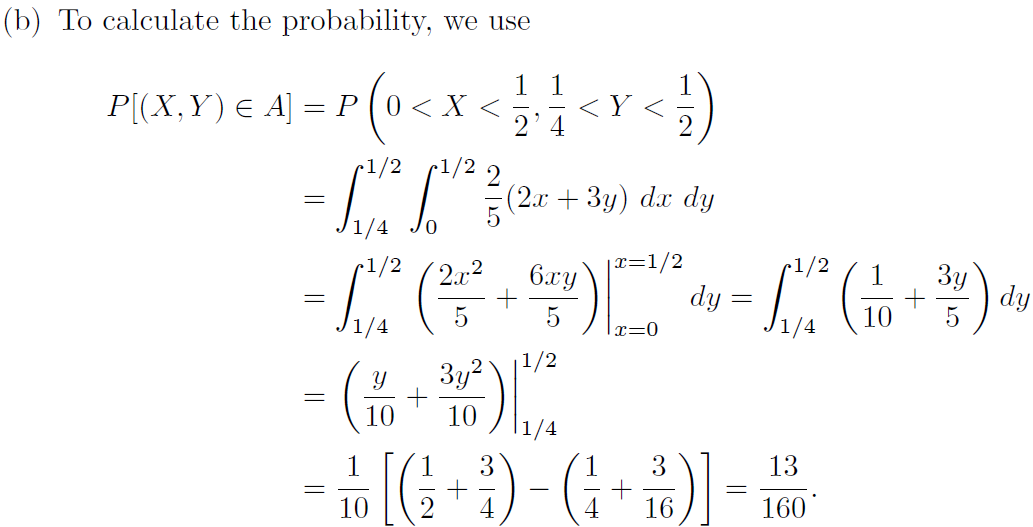 (b) To calculate the probability, we use
P[(X, Y) ∈ A] = P(0 < X < 1/2, 1/4 < Y < 1/2)
= ∫_{1/4}^{1/2} ∫_{0}^{1/2} 2/5 (2x + 3y) dx dy
= ∫_{1/4}^{1/2} (2x²/5 + 6xy/5)|_{x=0}^{x=1/2} dy = ∫_{1/4}^{1/2} (1/10 + 3y/5) dy
= (y/10 + 3y²/10)|_{1/4}^{1/2}
= 1/10 [(1/2 + 3/4) − (1/4 + 3/16)] = 13/160.